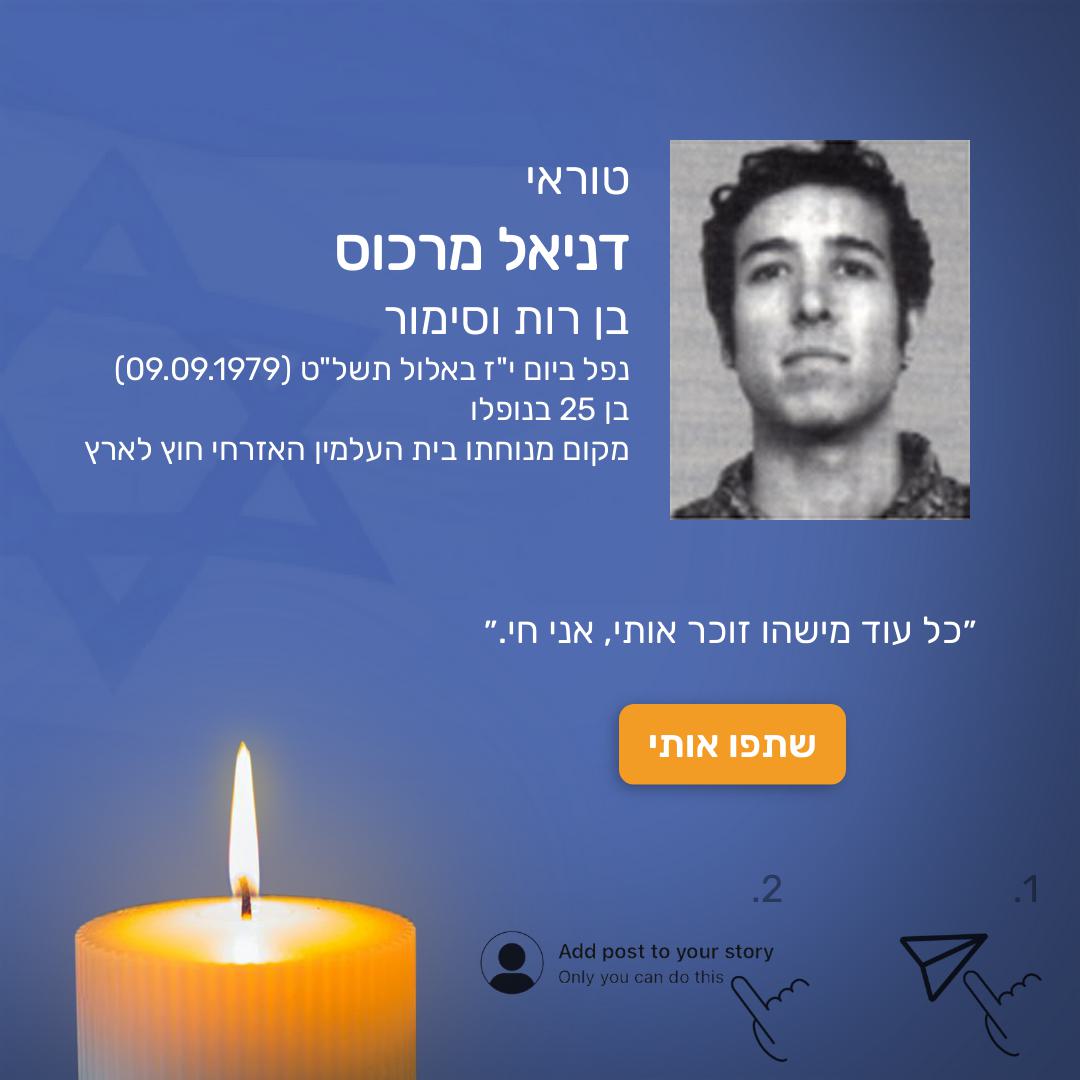 טוראי
דניאל מרכוס
בן רות וסימור
נפל ביום י"ז באלול תשל"ט (09.09.1979)
בן 25 בנופלו
מקום מנוחתו בית העלמין האזרחי חוץ לארץ
״כל עוד מישהו זוכר אותי, אני חי.״
שתפו אותי
1.
2.
Add post to your story
Only you can do this